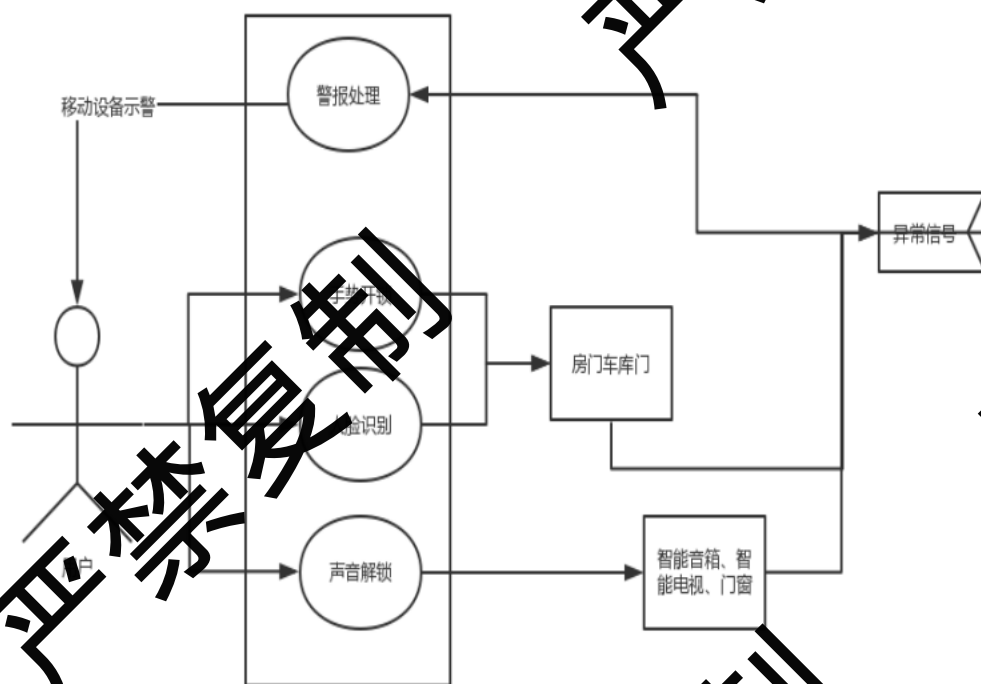 警报处理
移动设备示警
异常信号
房门车库门
声音解锁
智能音箱、智
能电视、门窗
严禁复制